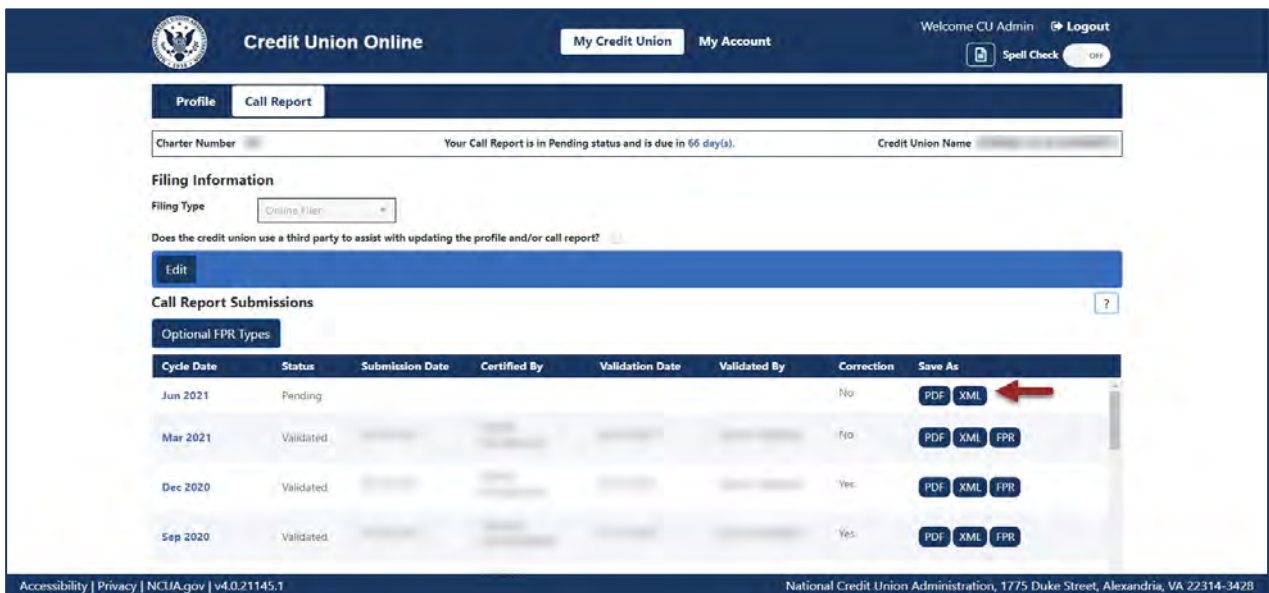 Credit Union Online
My Credit Union
My Account
Welcome CU Admin
Logout
Spell Check
OFF
Profile
Call Report
Charter Number
Your Call Report is in Pending status and is due in 66 day(s).
Credit Union Name
Filing Information
Filing Type
Online Filer
Does the credit union use a third party to assist with updating the profile and/or call report?
Edit
Call Report Submissions
?
Optional FPR Types
Cycle Date Status Submission Date Certified By Validation Date Validated By Correction Save As
Jun 2021 Pending No PDF XML
Mar 2021 Validated No PDF XML FPR
Dec 2020 Validated Yes PDF XML FPR
Sep 2020 Validated Yes PDF XML FPR
Accessibility | Privacy | NCUA.gov | v4.0.21145.1
National Credit Union Administration, 1775 Duke Street, Alexandria, VA 22314-3428